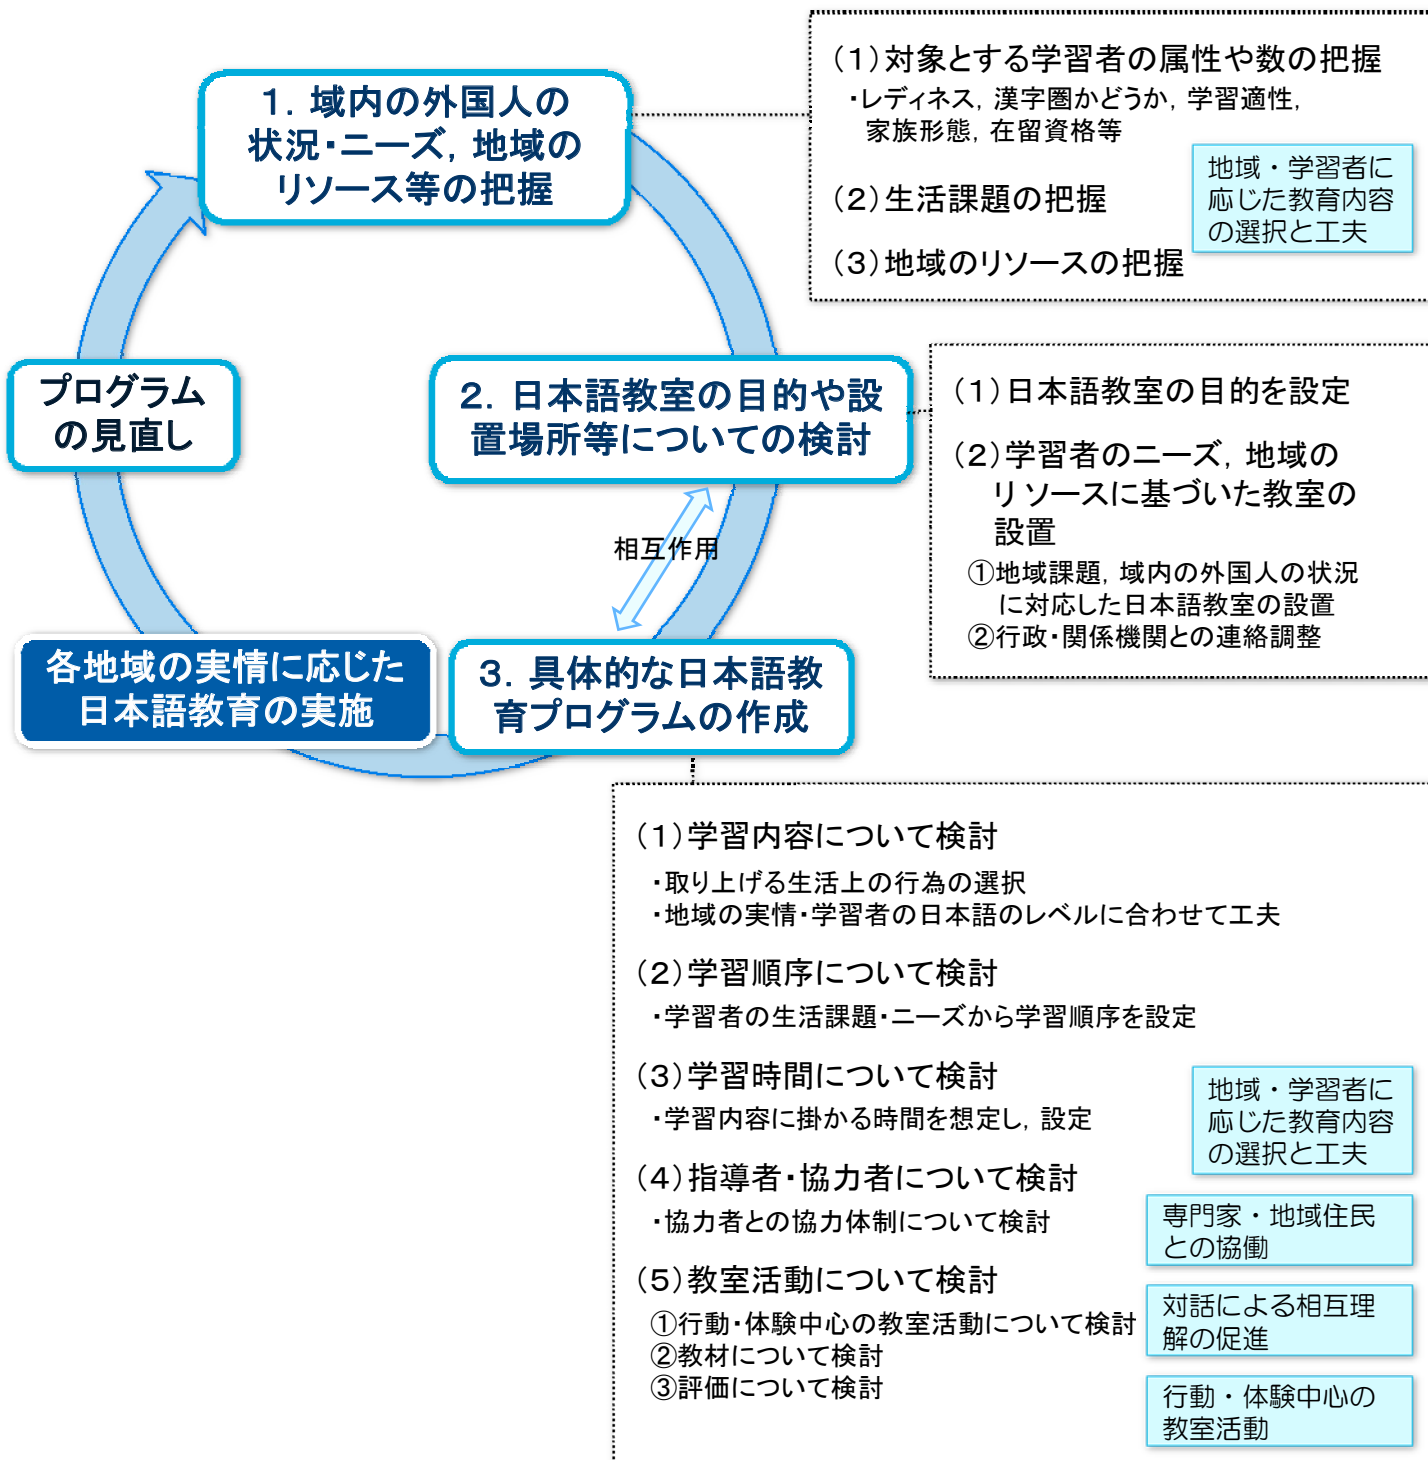 1. 域内の外国人の
状況・ニーズ, 地域の
リソース等の把握
(1)対象とする学習者の属性や数の把握
・レディネス, 漢字圏かどうか, 学習適性,
家族形態, 在留資格等
(2)生活課題の把握
(3)地域のリソースの把握
地域・学習者に
応じた教育内容
の選択と工夫
プログラム
の見直し
2. 日本語教室の目的や設
置場所等についての検討
(1)日本語教室の目的を設定
(2)学習者のニーズ, 地域の
リソースに基づいた教室の
設置
①地域課題, 域内の外国人の状況
に対応した日本語教室の設置
②行政・関係機関との連絡調整
相互作用
各地域の実情に応じた
日本語教育の実施
3. 具体的な日本語教
育プログラムの作成
(1)学習内容について検討
・取り上げる生活上の行為の選択
・地域の実情・学習者の日本語のレベルに合わせて工夫
(2)学習順序について検討
・学習者の生活課題・ニーズから学習順序を設定
(3)学習時間について検討
・学習内容に掛かる時間を想定し, 設定
地域・学習者に
応じた教育内容
の選択と工夫
(4)指導者・協力者について検討
・協力者との協力体制について検討
専門家・地域住民
との協働
(5)教室活動について検討
①行動・体験中心の教室活動について検討
②教材について検討
③評価について検討
対話による相互理
解の促進
行動・体験中心の
教室活動